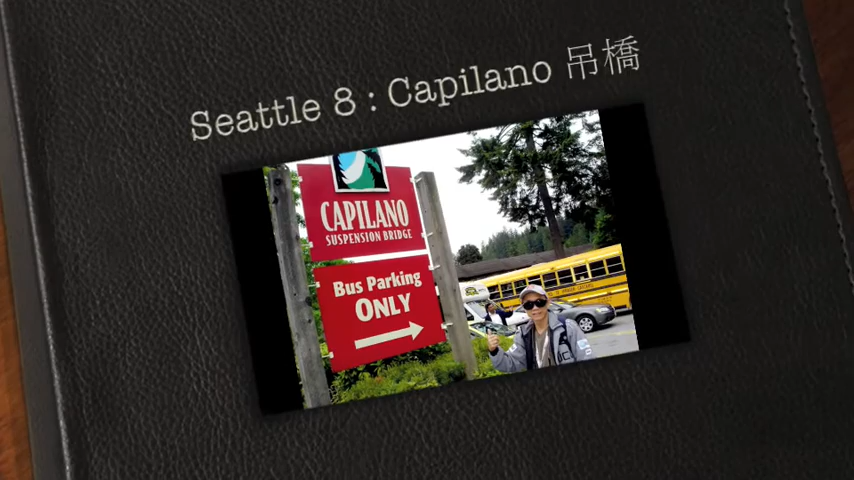 Seattle 8 : Capilano 吊橋
CAPILANO
SUSPENSION BRIDGE
Bus Parking
ONLY